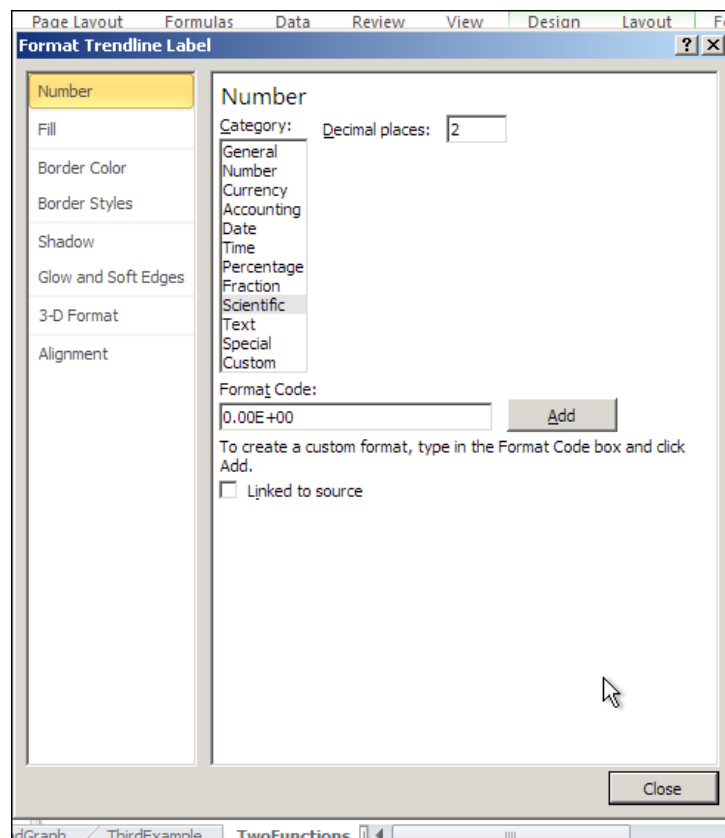 Page Layout Formulas Data Review View Design Layout
Format Trendline Label
Number
Fill
Border Color
Border Styles
Shadow
Glow and Soft Edges
3-D Format
Alignment
Number
Category: Decimal places: 2
General
Number
Currency
Accounting
Date
Time
Percentage
Fraction
Scientific
Text
Special
Custom
Format Code:
0.00E+00 Add
To create a custom format, type in the Format Code box and click
Add.
Linked to source
Close
dGraph ThirdExample TwoFunctions